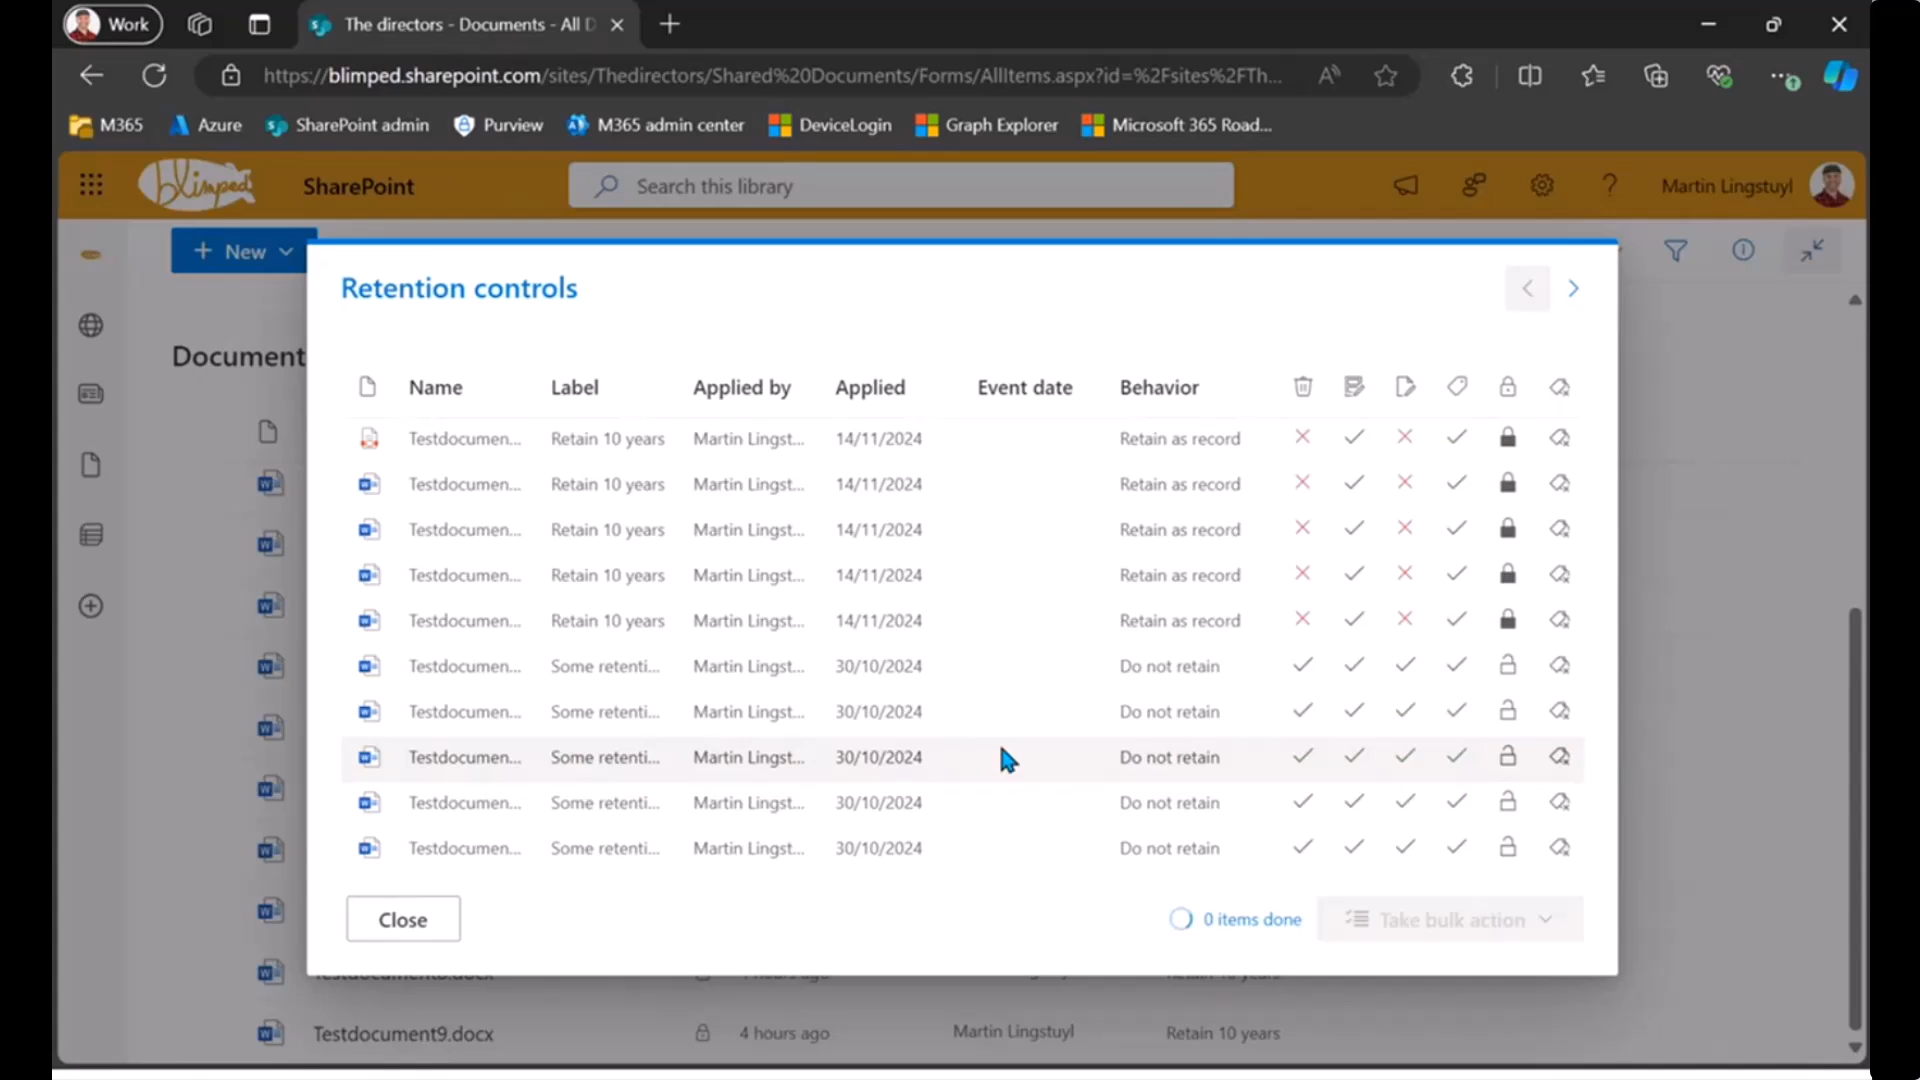 Work
The directors - Documents - All D
https://blimped.sharepoint.com/sites/Thedirectors/Shared%20Documents/Forms/AllItems.aspx?id=%2Fsites%2FTh...
M365 Azure SharePoint admin Purview M365 admin center DeviceLogin Graph Explorer Microsoft 365 Road...
blimped SharePoint Search this library Martin Lingstuyl
New
Retention controls
Document
Name Label Applied by Applied Event date Behavior
Testdocumen... Retain 10 years Martin Lingst... 14/11/2024 Retain as record
Testdocumen... Retain 10 years Martin Lingst... 14/11/2024 Retain as record
Testdocumen... Retain 10 years Martin Lingst... 14/11/2024 Retain as record
Testdocumen... Retain 10 years Martin Lingst... 14/11/2024 Retain as record
Testdocumen... Retain 10 years Martin Lingst... 14/11/2024 Retain as record
Testdocumen... Some retenti... Martin Lingst... 30/10/2024 Do not retain
Testdocumen... Some retenti... Martin Lingst... 30/10/2024 Do not retain
Testdocumen... Some retenti... Martin Lingst... 30/10/2024 Do not retain
Testdocumen... Some retenti... Martin Lingst... 30/10/2024 Do not retain
Testdocumen... Some retenti... Martin Lingst... 30/10/2024 Do not retain
Close 0 items done Take bulk action
Testdocument9.docx 4 hours ago Martin Lingstuyl Retain 10 years